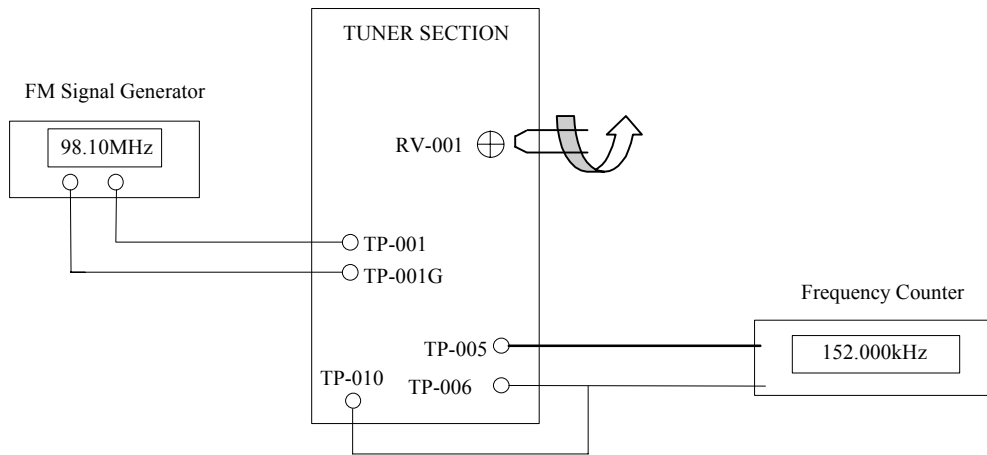 TUNER SECTION
FM Signal Generator
98.10MHz
RV-001
TP-001
TP-001G
Frequency Counter
TP-005
152.000kHz
TP-010
TP-006